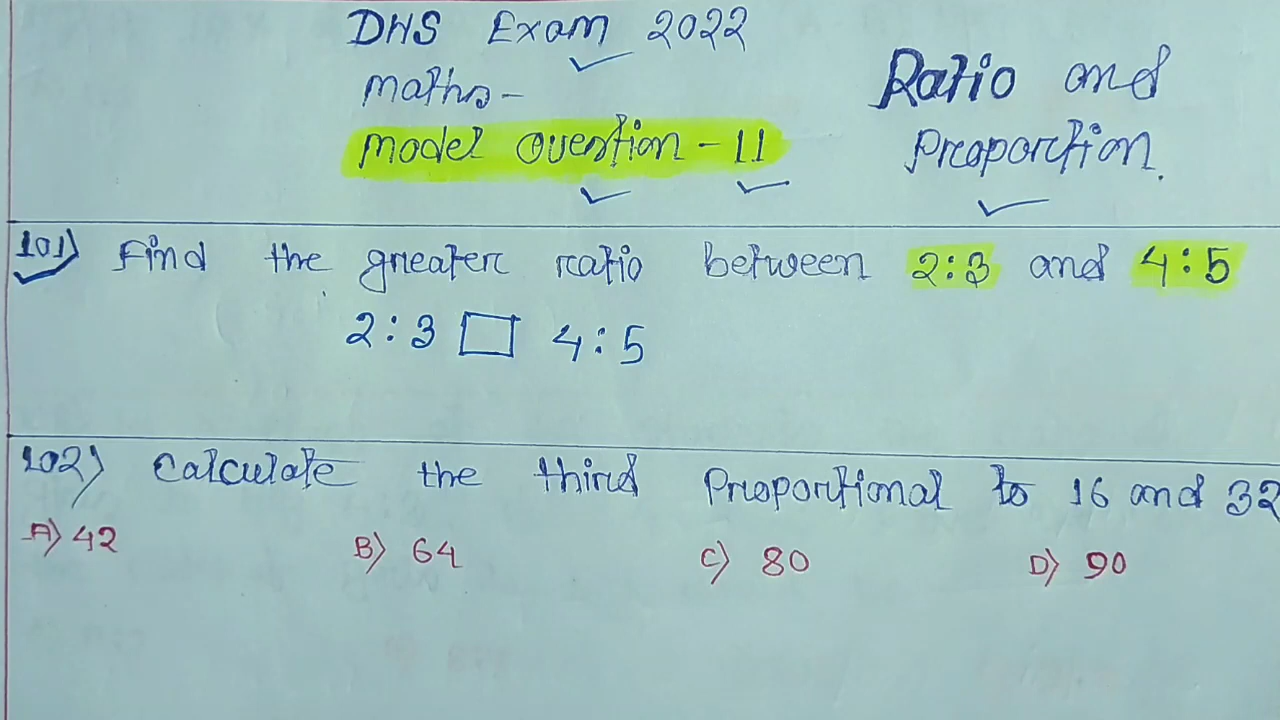 DHS Exam 2022
Maths-
Model Question - 11
Ratio and
Proportion.
101) Find the greater ratio between 2:3 and 4:5
2:3 □ 4:5
102) Calculate the third Proportional to 16 and 32
A) 42 B) 64 C) 80 D) 90